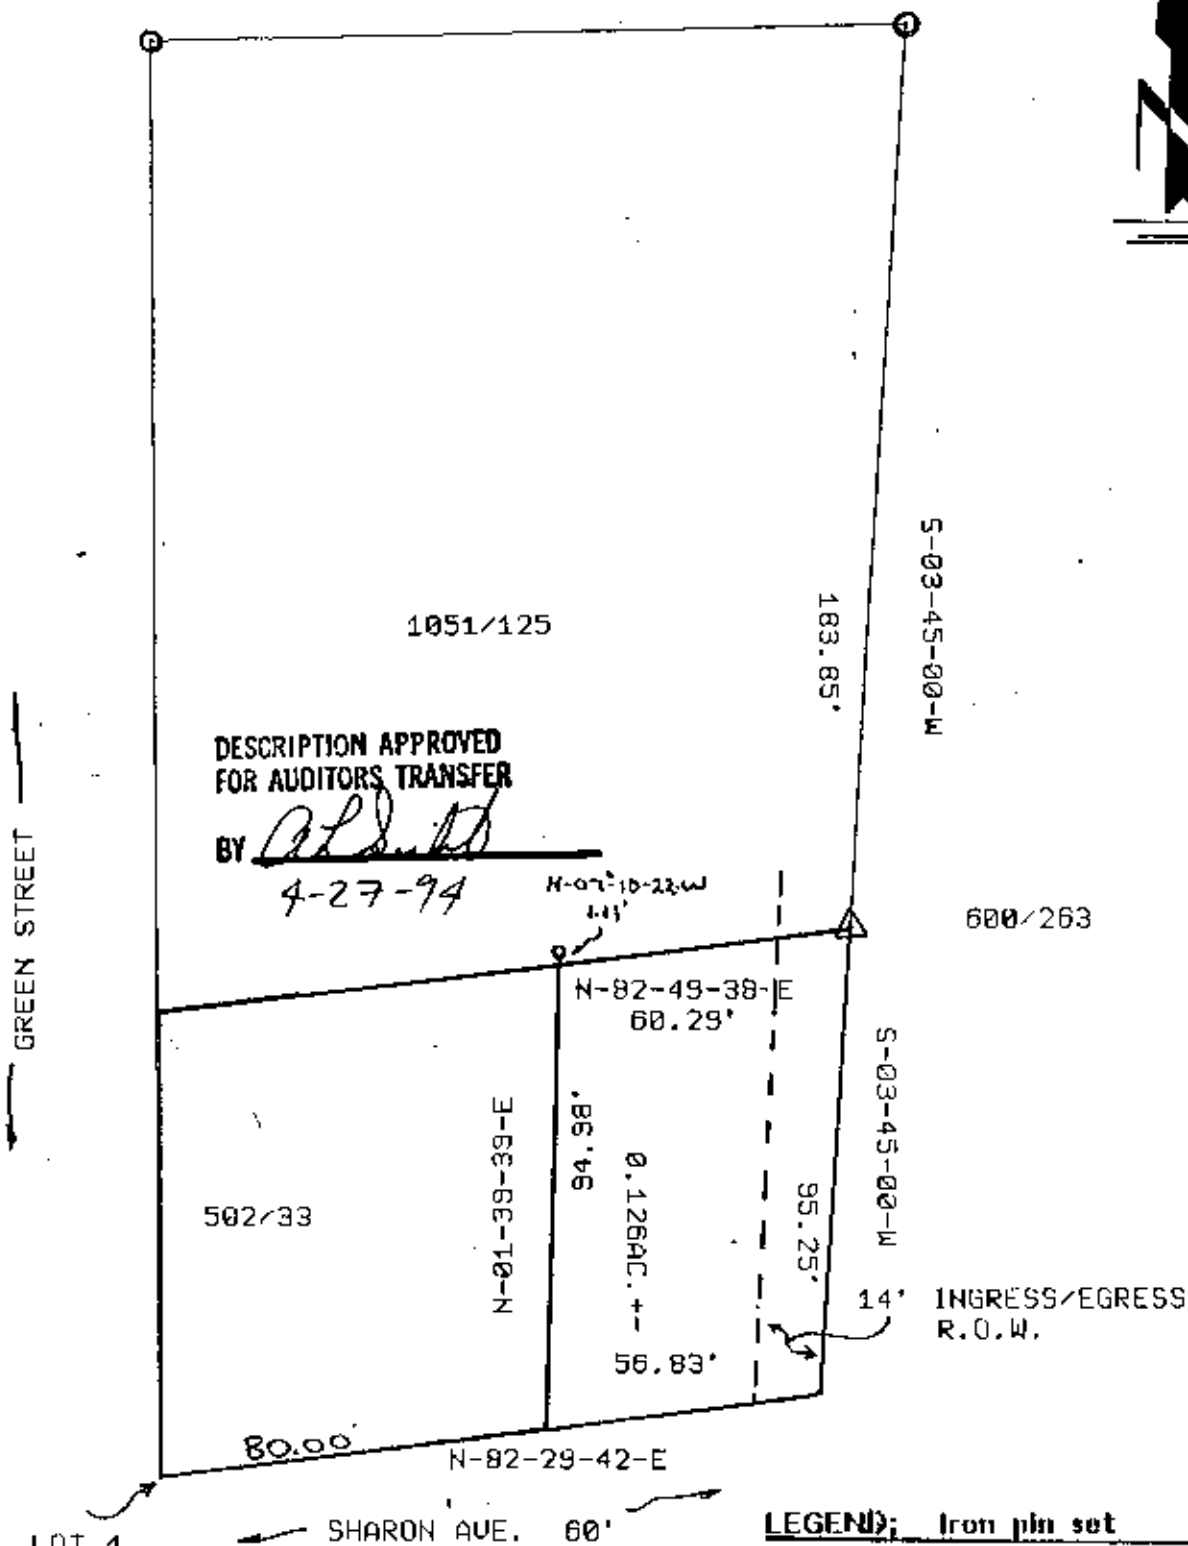 S-03-45-00-W
183.85'
1051/125
DESCRIPTION APPROVED
FOR AUDITORS TRANSFER
BY
4-27-94
600/263
GREEN STREET
N-82-49-38-E
60.29'
S-03-45-00-W
N-01-39-39-E
94.98'
0.126AC.+-
95.25'
502/33
14' INGRESS/EGRESS
R.O.W.
56.83'
80.00'
N-82-29-42-E
LOT
SHARON AVE. 60'
LEGEND; Iron pin set